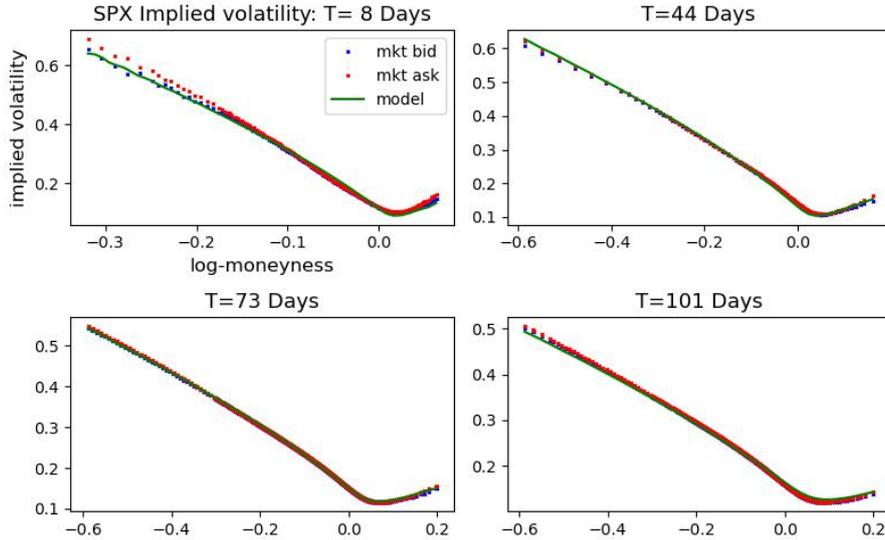 SPX Implied volatility: T= 8 Days
implied volatility
0.6
0.4
0.2
mkt bid
mkt ask
model
−0.3 −0.2 −0.1 0.0
log-moneyness
T=44 Days
0.6
0.5
0.4
0.3
0.2
0.1
−0.6 −0.4 −0.2 0.0
T=73 Days
0.5
0.4
0.3
0.2
0.1
−0.6 −0.4 −0.2 0.0 0.2
T=101 Days
0.5
0.4
0.3
0.2
0.1
−0.6 −0.4 −0.2 0.0 0.2